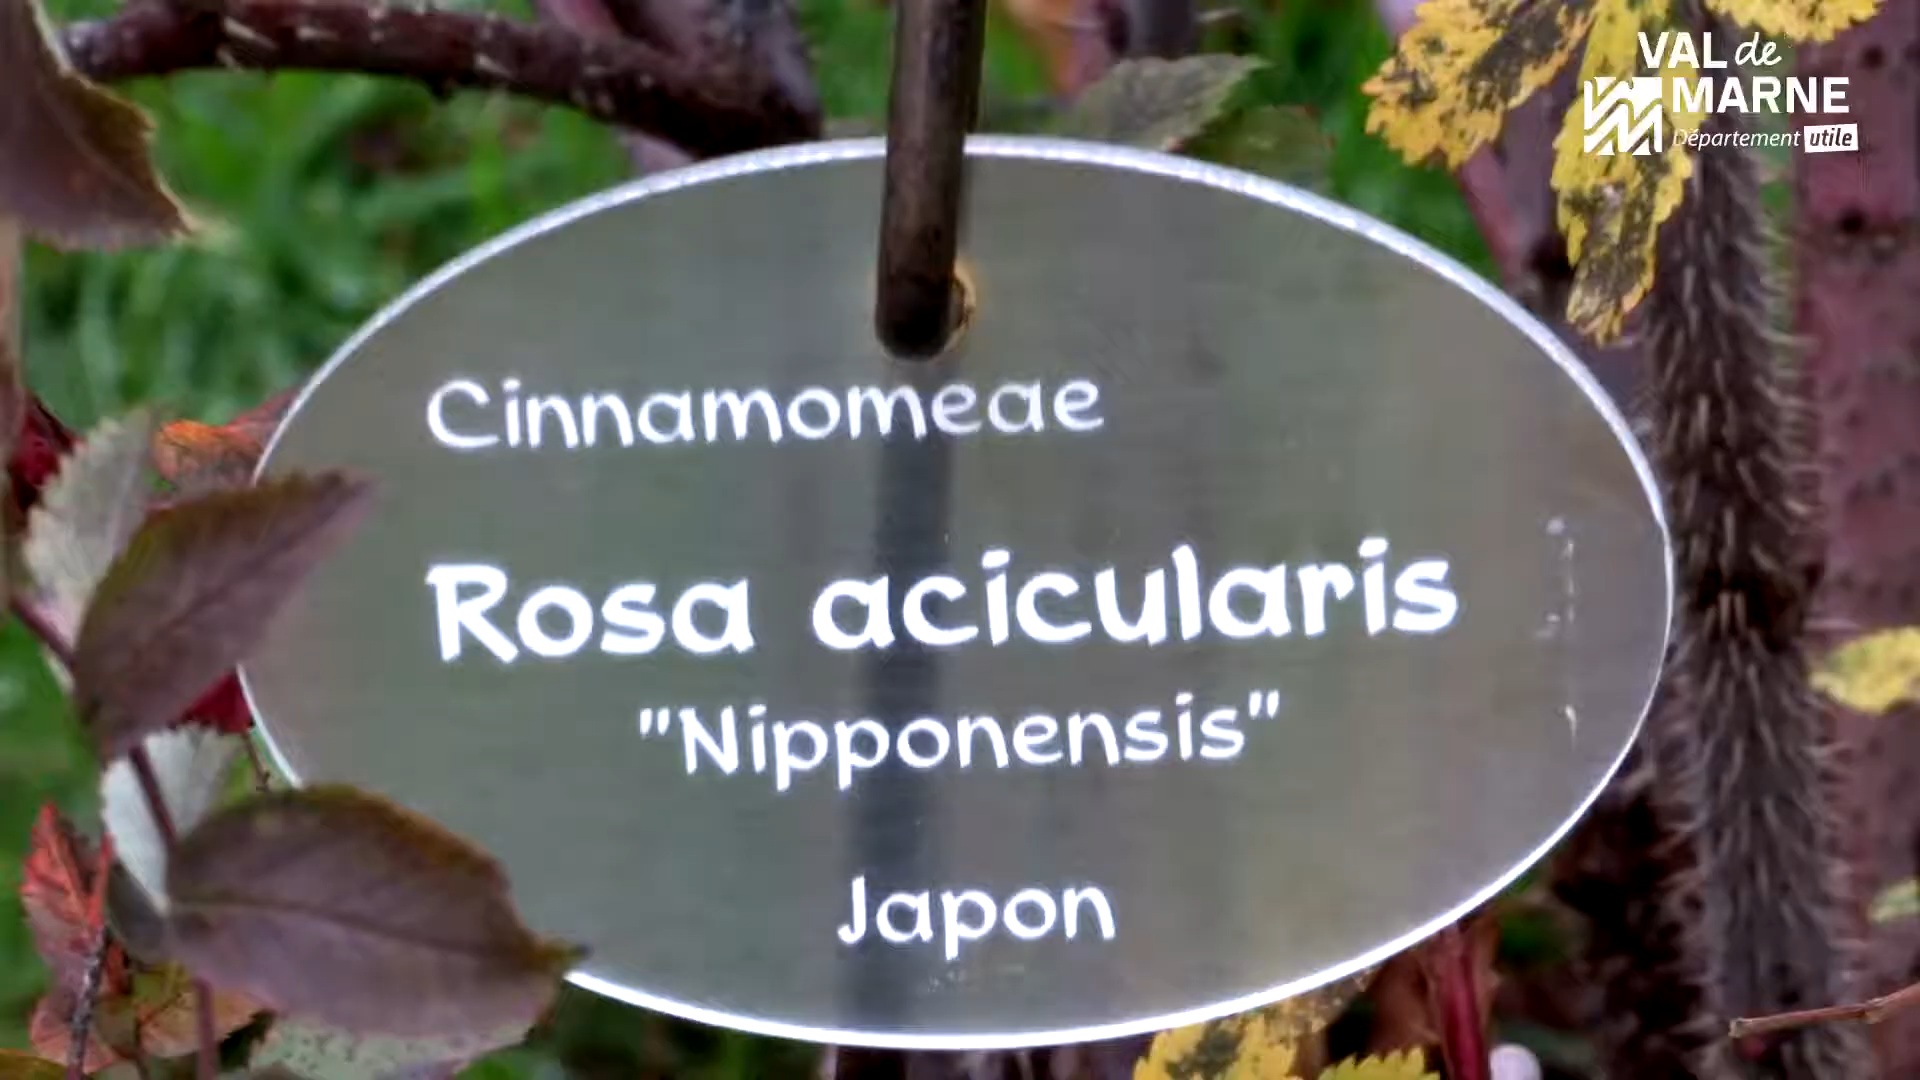 VAL de
MARNE
Département utile
Cinnamomeae
Rosa acicularis
"Nipponensis"
Japon